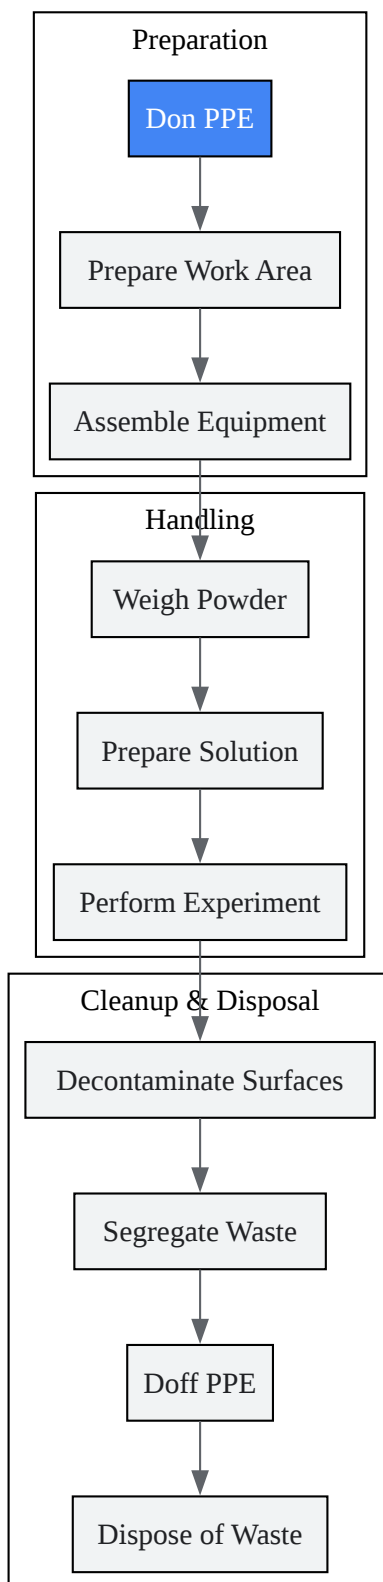 Preparation
Don PPE
Prepare Work Area
Assemble Equipment
Handling
Weigh Powder
Prepare Solution
Perform Experiment
Cleanup & Disposal
Decontaminate Surfaces
Segregate Waste
Doff PPE
Dispose of Waste